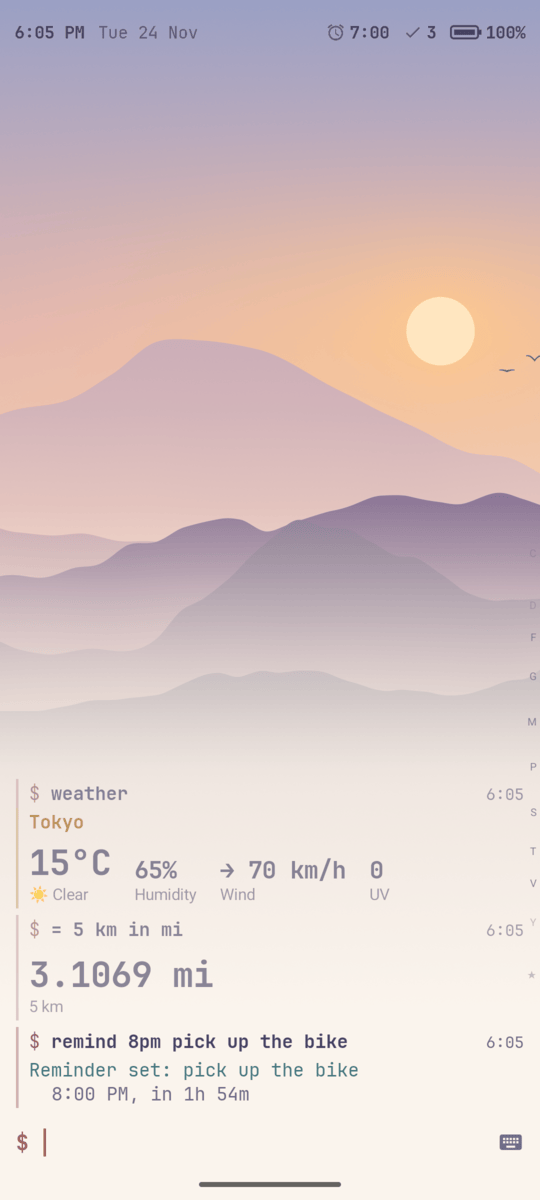 6:05 PM Tue 24 Nov 7:00 3 100%
C
D
F
G
M
P
S
T
V
Y
$ weather 6:05
Tokyo
15°C 65% → 70 km/h 0
☀️ Clear Humidity Wind UV
$ = 5 km in mi 6:05
3.1069 mi
5 km
$ remind 8pm pick up the bike 6:05
Reminder set: pick up the bike
8:00 PM, in 1h 54m
$